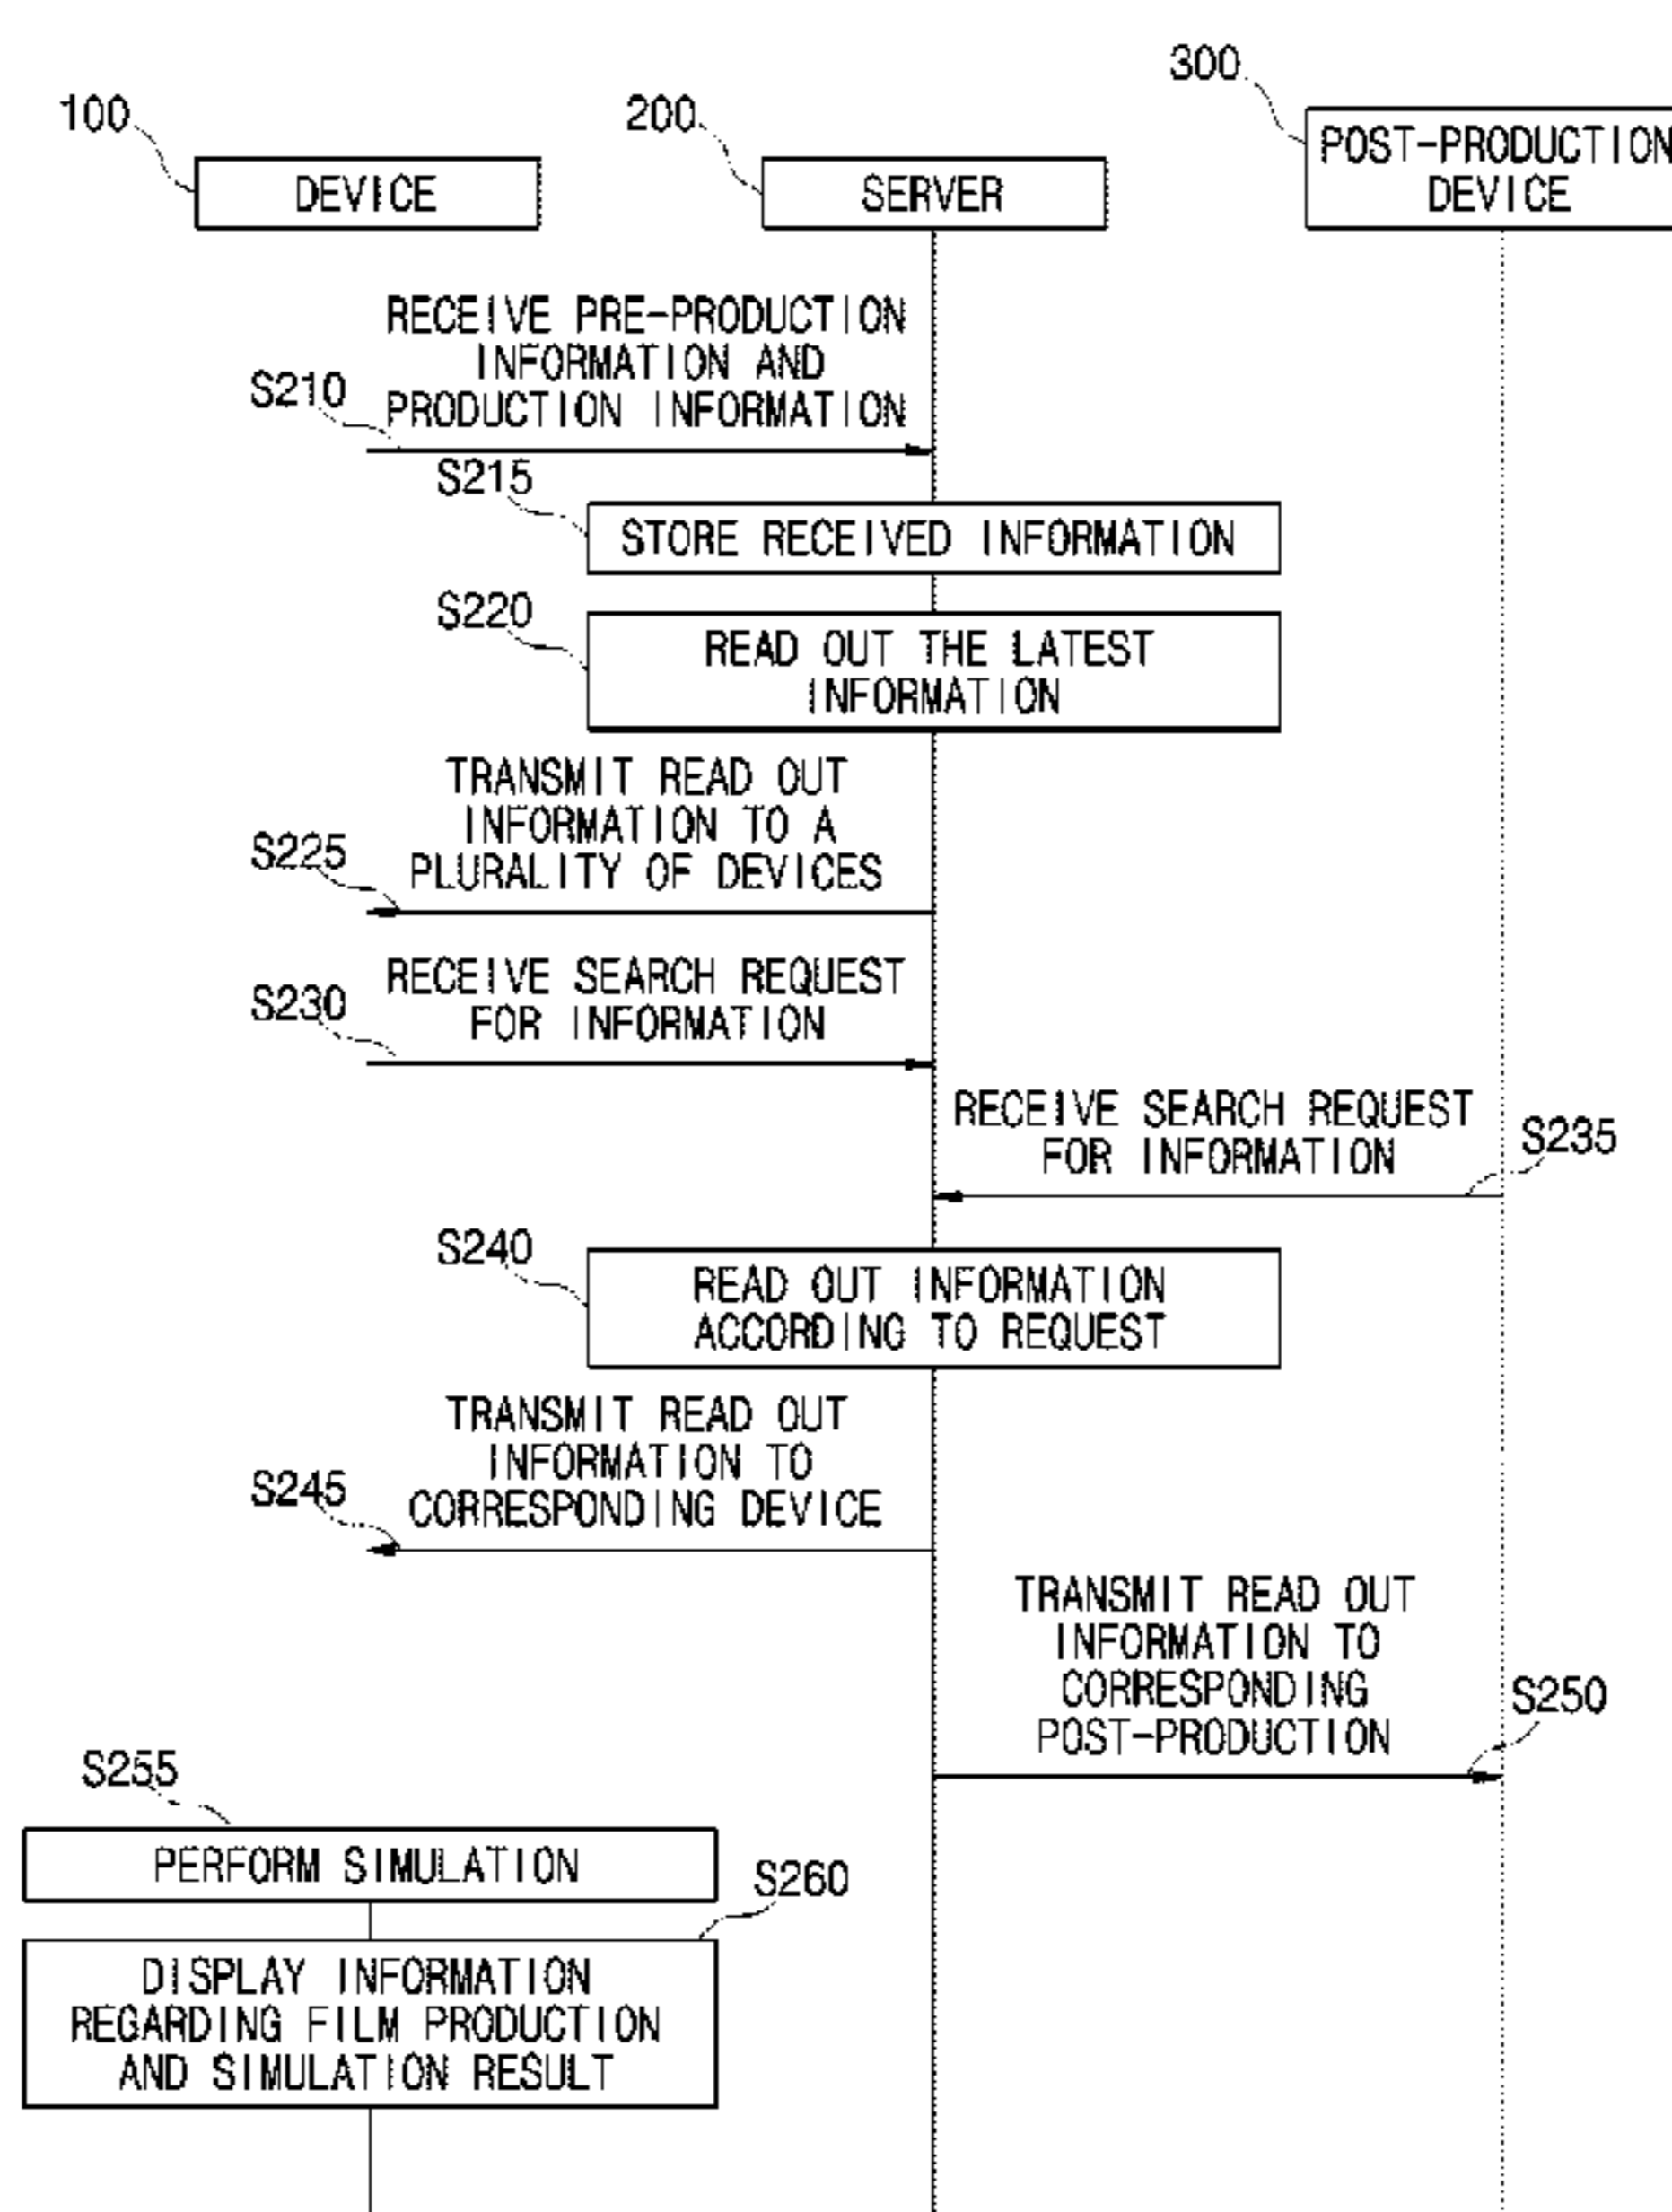 300
100
200
POST-PRODUCTION
DEVICE
DEVICE
SERVER
RECEIVE PRE-PRODUCTION
INFORMATION AND
PRODUCTION INFORMATION
S210
S215
STORE RECEIVED INFORMATION
S220
READ OUT THE LATEST
INFORMATION
TRANSMIT READ OUT
INFORMATION TO A
PLURALITY OF DEVICES
S225
RECEIVE SEARCH REQUEST
FOR INFORMATION
S230
RECEIVE SEARCH REQUEST
FOR INFORMATION
S235
S240
READ OUT INFORMATION
ACCORDING TO REQUEST
TRANSMIT READ OUT
INFORMATION TO
CORRESPONDING DEVICE
S245
TRANSMIT READ OUT
INFORMATION TO
CORRESPONDING
POST-PRODUCTION
S250
S255
PERFORM SIMULATION
S260
DISPLAY INFORMATION
REGARDING FILM PRODUCTION
AND SIMULATION RESULT